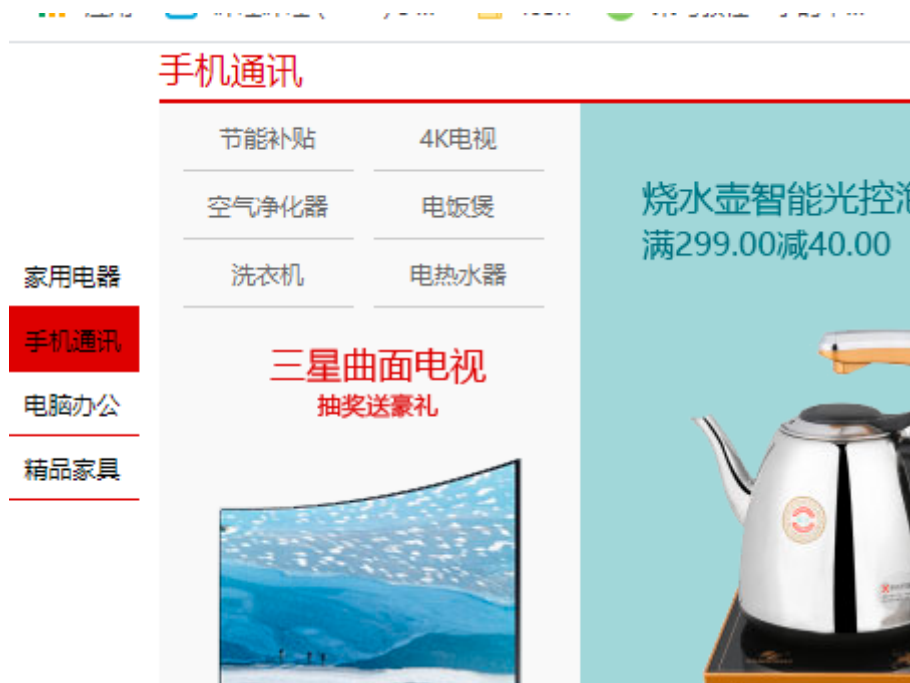 手机通讯
节能补贴 4K电视
空气净化器 电饭煲
洗衣机 电热水器
三星曲面电视
抽奖送豪礼
烧水壶智能光控
满299.00减40.00
家用电器
手机通讯
电脑办公
精品家具